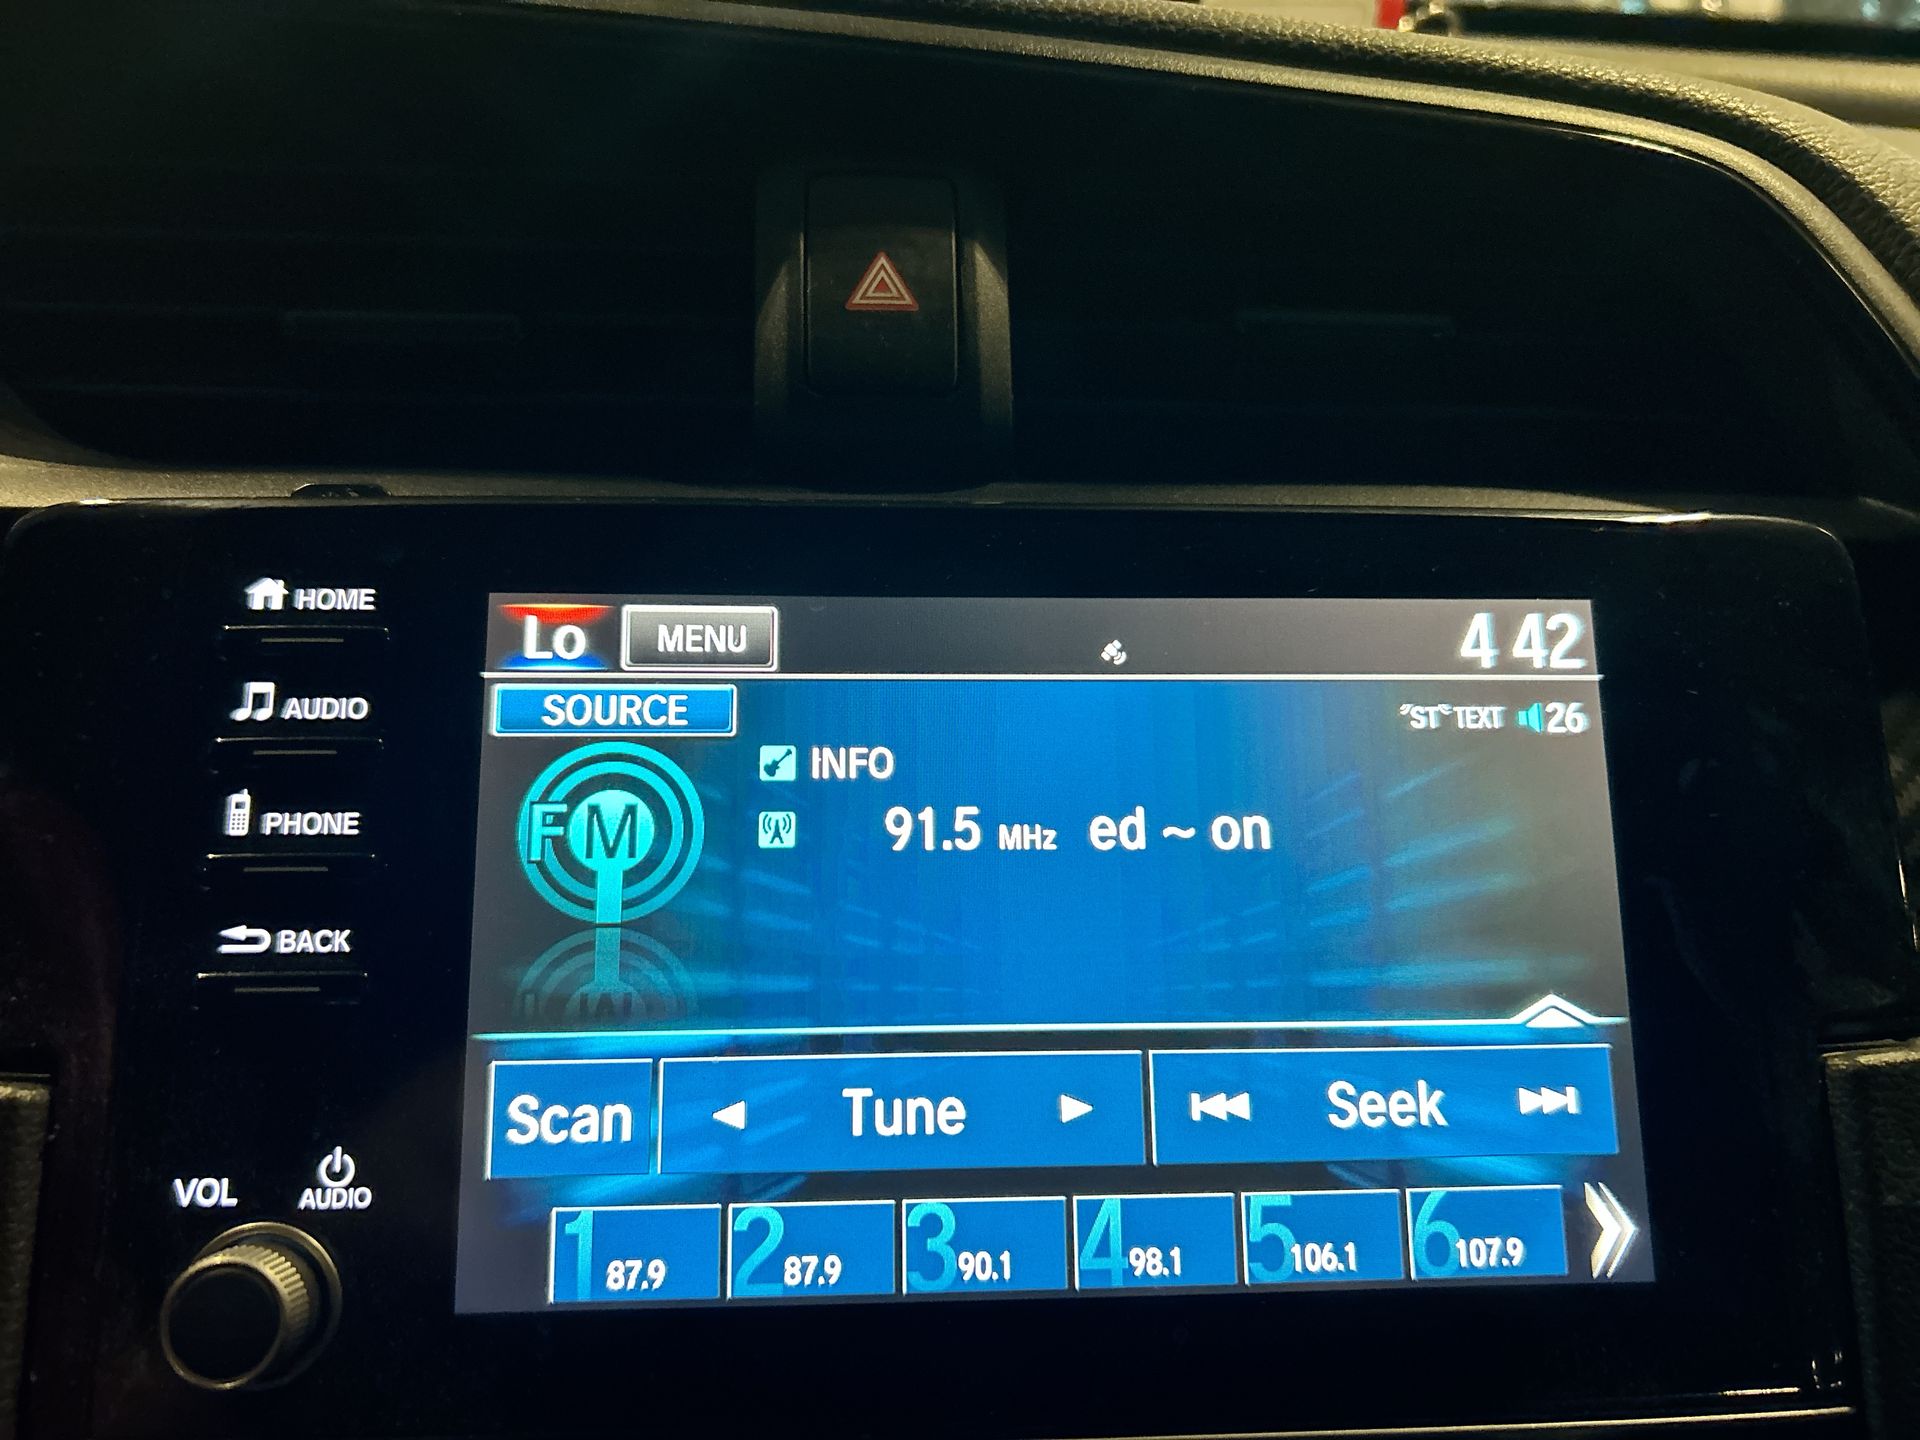 HOME
AUDIO
PHONE
BACK
VOL
AUDIO
Lo MENU 4 42
SOURCE
"ST" TEXT 26
FM
INFO
91.5 MHz ed ~ on
Scan Tune Seek
1 87.9
2 87.9
3 90.1
4 98.1
5 106.1
6 107.9